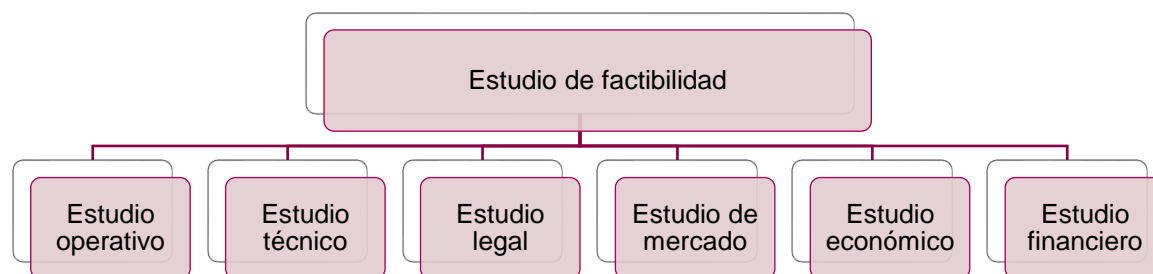 Estudio de factibilidad
Estudio
operativo
Estudio
técnico
Estudio
legal
Estudio de
mercado
Estudio
económico
Estudio
financiero